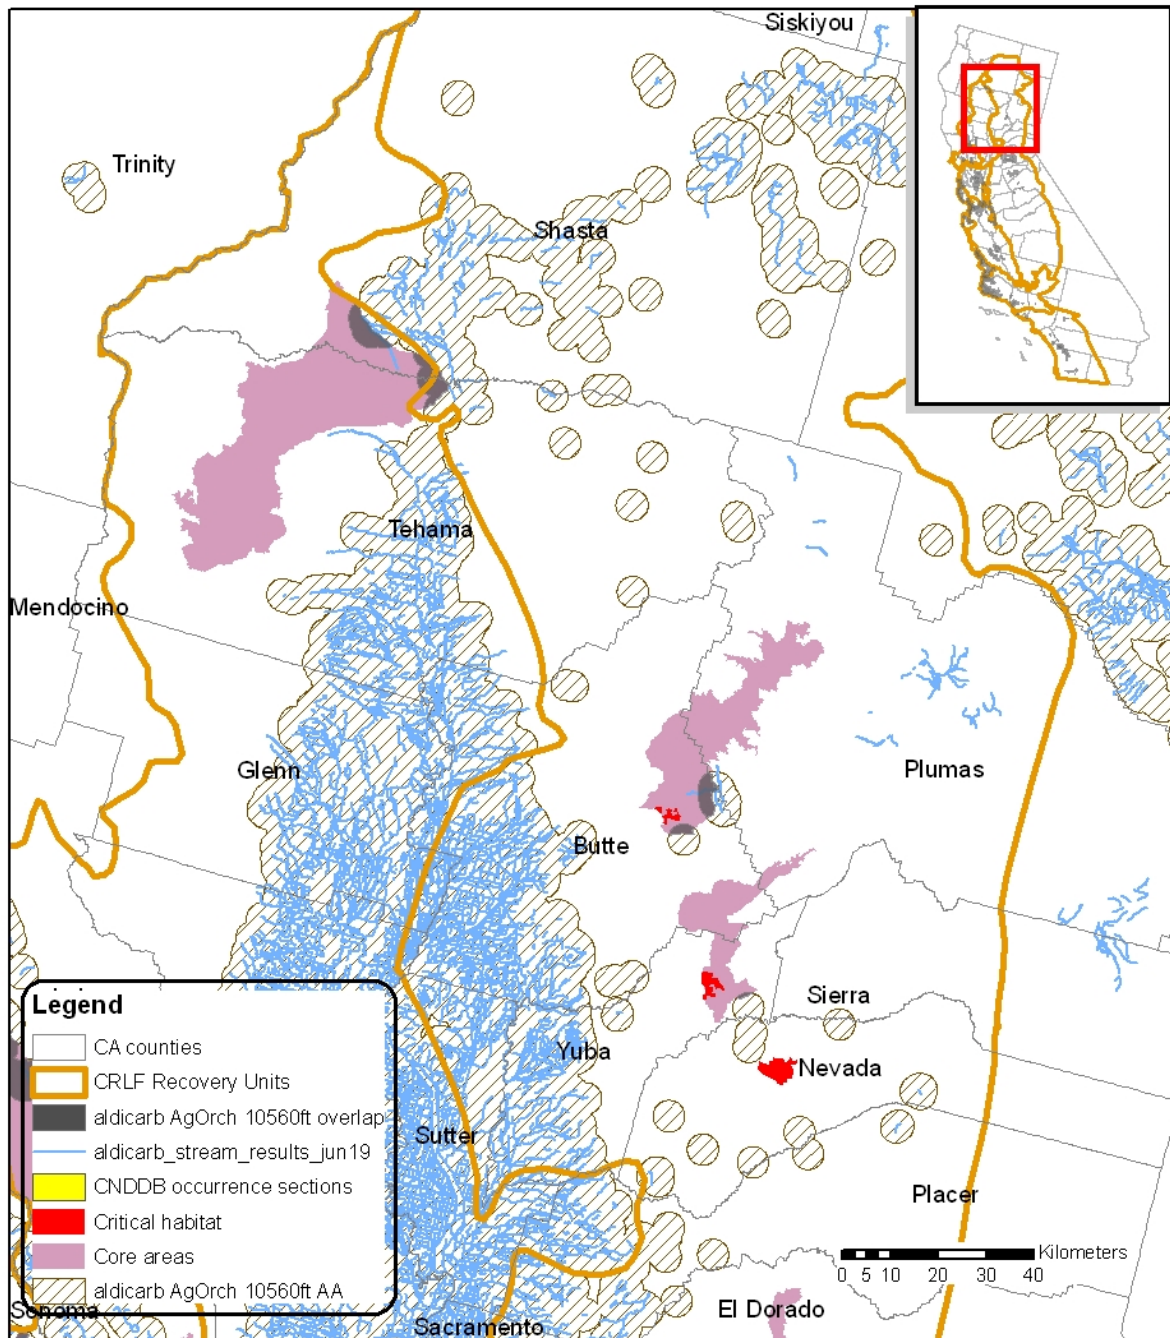 Siskiyou
Trinity
Shasta
Tehama
Mendocino
Glenn
Plumas
Butte
Sierra
Yuba
Nevada
Sutter
Placer
El Dorado
Sonoma
Sacramento
Legend
CA counties
CRLF Recovery Units
aldicarb AgOrch 10560ft overlap
aldicarb_stream_results_jun19
CNDDB occurrence sections
Critical habitat
Core areas
aldicarb AgOrch 10560ft AA
Kilometers
0 5 10 20 30 40